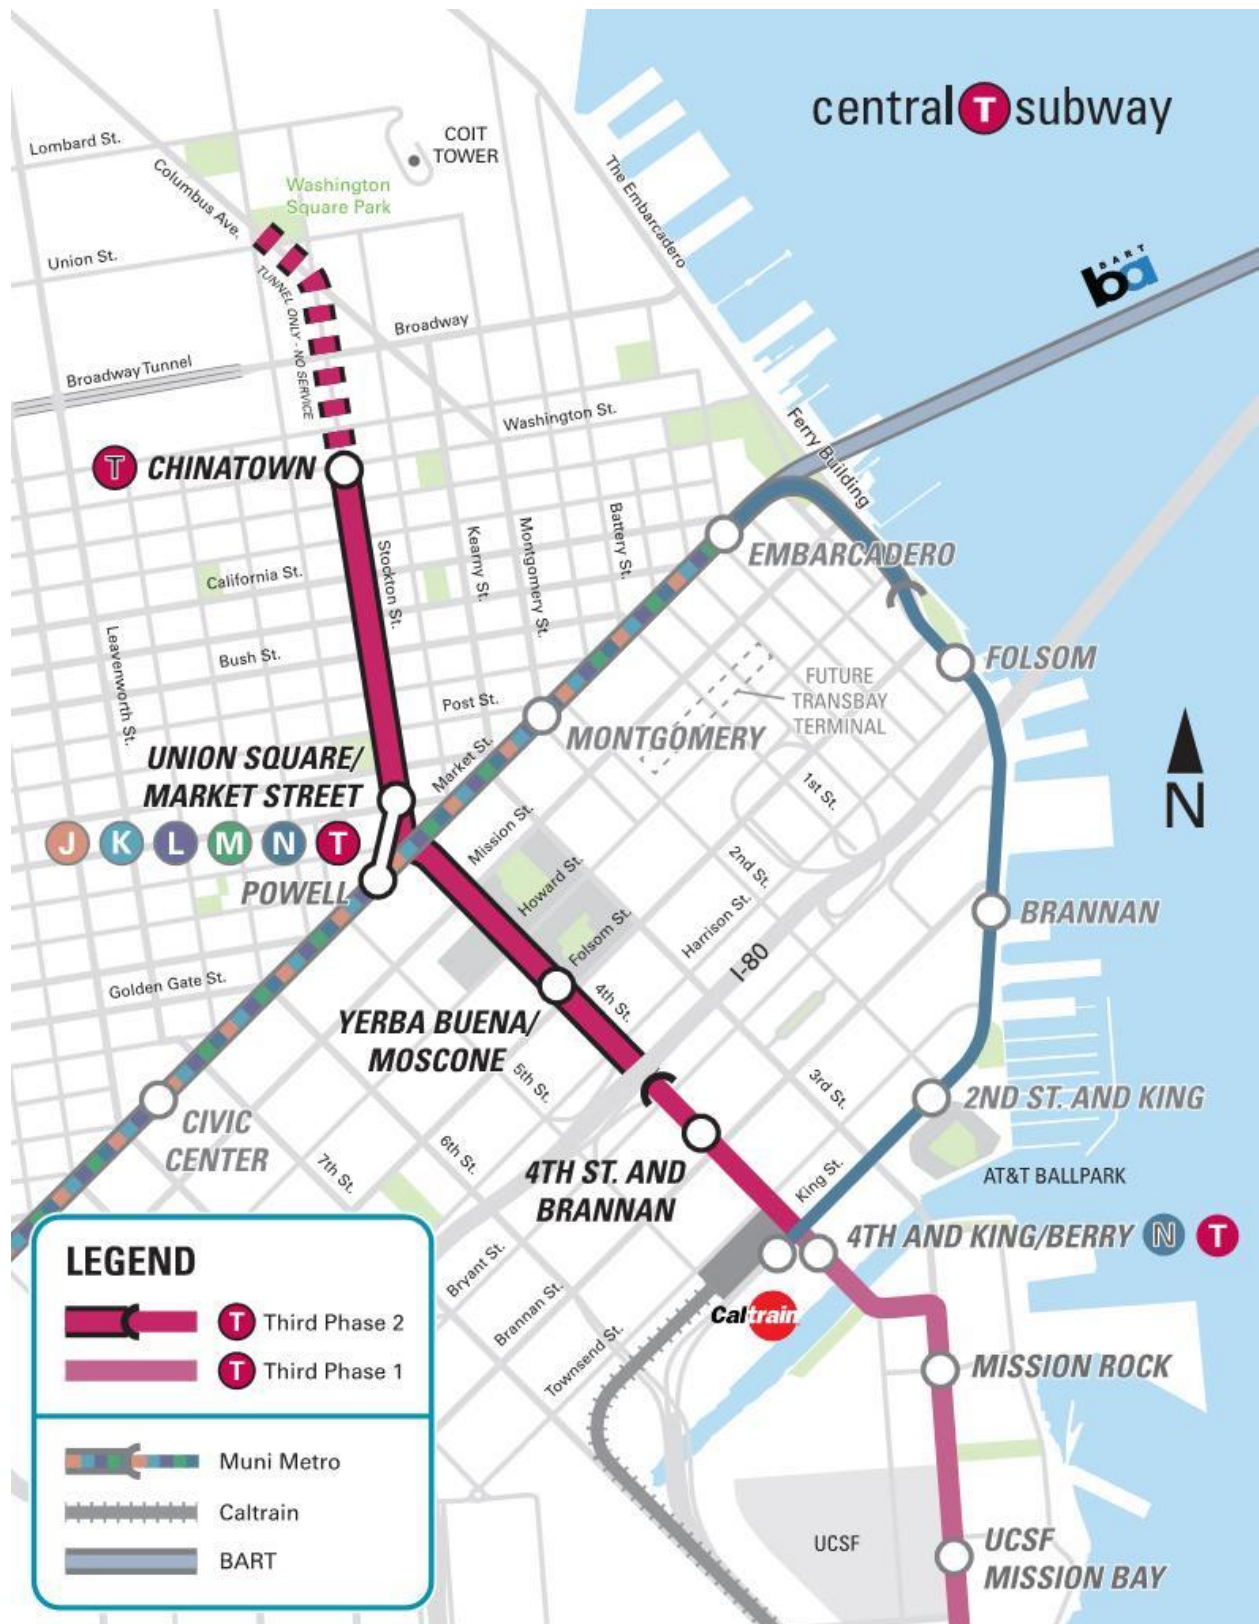 central T subway
Lombard St.
COIT
TOWER
Columbus Ave.
Washington
Square Park
The Embarcadero
Union St.
TUNNEL ONLY - NO SERVICE
BART
ba
Broadway
Broadway Tunnel
Washington St.
Ferry Building
T CHINATOWN
Stockton St.
Kearny St.
Montgomery St.
Battery St.
EMBARCADERO
California St.
Leavenworth St.
Bush St.
FOLSOM
Post St.
FUTURE
TRANSBAY
TERMINAL
MONTGOMERY
Market St.
UNION SQUARE/
MARKET STREET
J K L M N T
POWELL
1st St.
N
Mission St.
Howard St.
2nd St.
Folsom St.
Harrison St.
I-80
BRANNAN
Golden Gate St.
4th St.
YERBA BUENA/
MOSCONE
5th St.
3rd St.
2ND ST. AND KING
CIVIC
CENTER
6th St.
7th St.
4TH ST. AND
BRANNAN
King St.
AT&T BALLPARK
4TH AND KING/BERRY N T
Bryant St.
Brannan St.
Townsend St.
Caltrain
MISSION ROCK
UCSF
UCSF
MISSION BAY
LEGEND
T Third Phase 2
T Third Phase 1
Muni Metro
Caltrain
BART